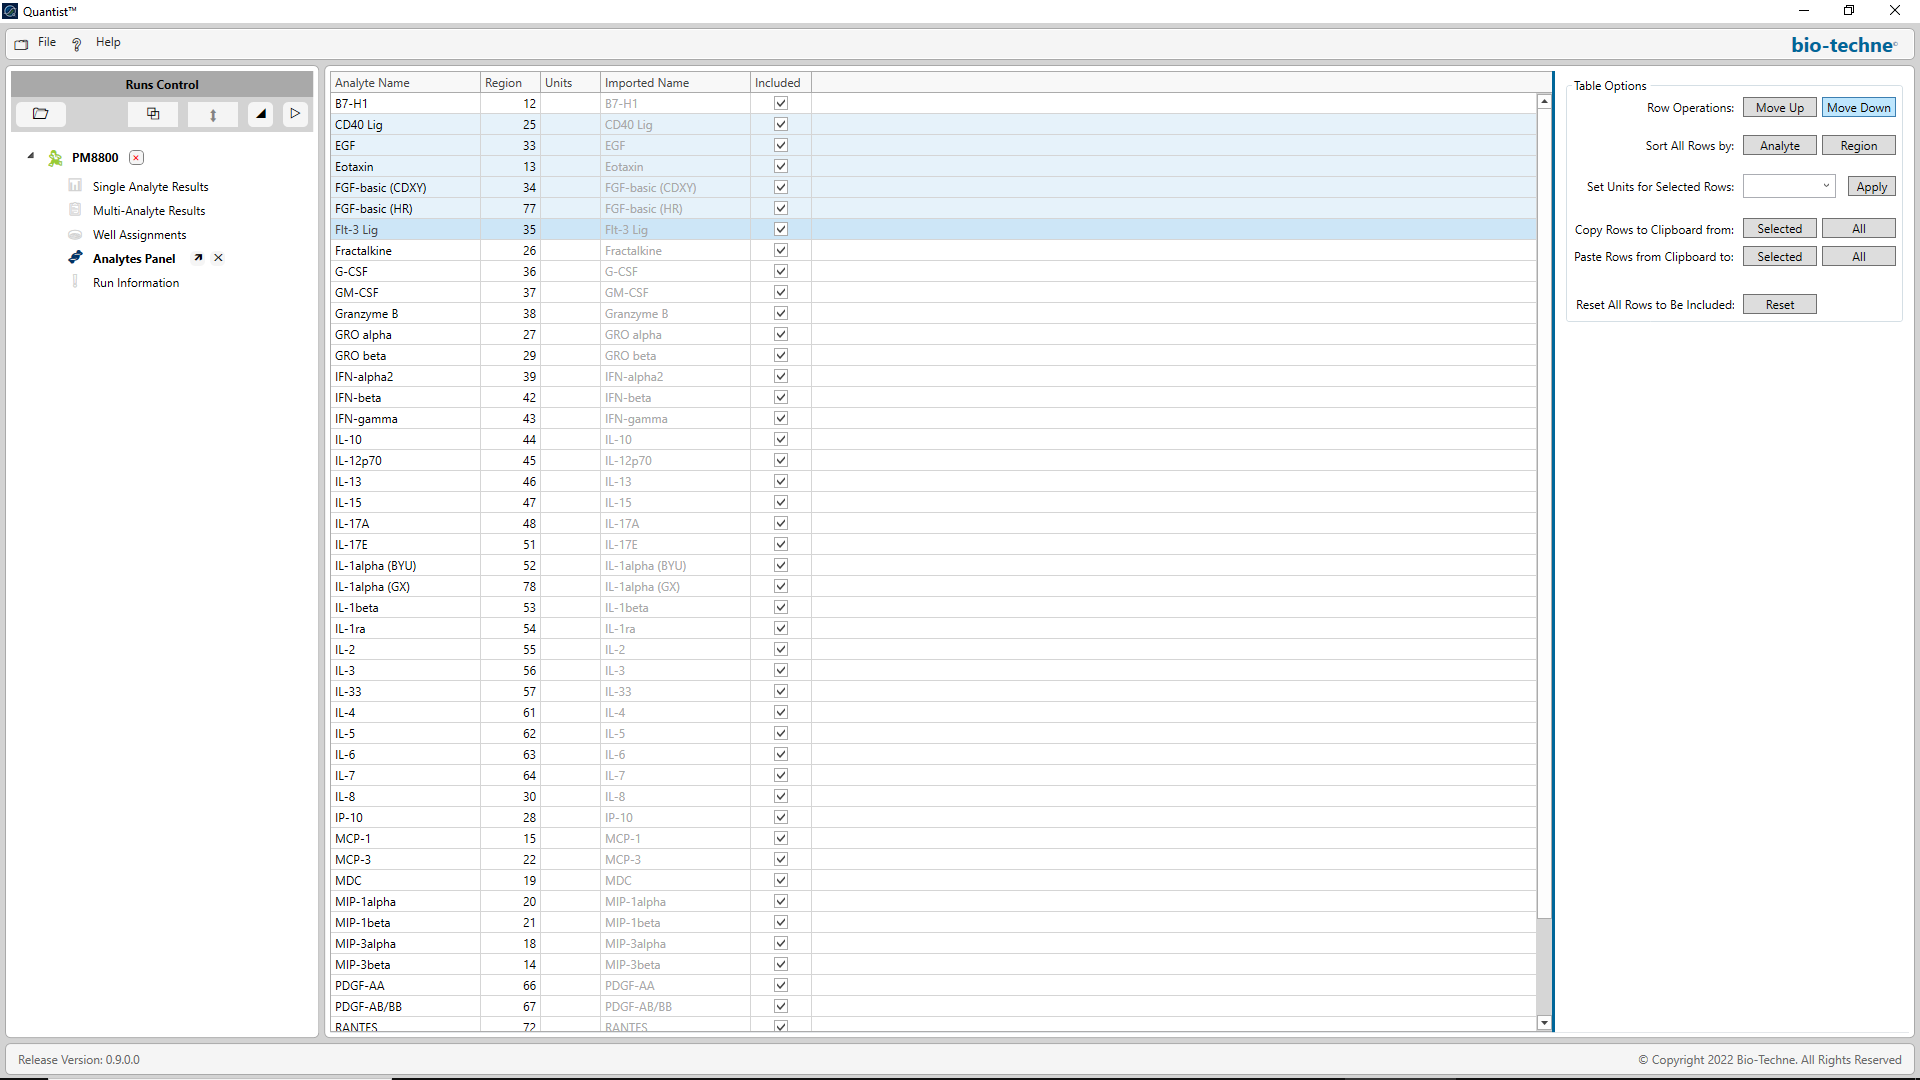 Quantist™
File Help bio-techne®
Runs Control
PM8800
Single Analyte Results
Multi-Analyte Results
Well Assignments
Analytes Panel
Run Information
Analyte Name Region Units Imported Name Included
B7-H1 12 B7-H1
CD40 Lig 25 CD40 Lig
EGF 33 EGF
Eotaxin 13 Eotaxin
FGF-basic (CDXY) 34 FGF-basic (CDXY)
FGF-basic (HR) 77 FGF-basic (HR)
Flt-3 Lig 35 Flt-3 Lig
Fractalkine 26 Fractalkine
G-CSF 36 G-CSF
GM-CSF 37 GM-CSF
Granzyme B 38 Granzyme B
GRO alpha 27 GRO alpha
GRO beta 29 GRO beta
IFN-alpha2 39 IFN-alpha2
IFN-beta 42 IFN-beta
IFN-gamma 43 IFN-gamma
IL-10 44 IL-10
IL-12p70 45 IL-12p70
IL-13 46 IL-13
IL-15 47 IL-15
IL-17A 48 IL-17A
IL-17E 51 IL-17E
IL-1alpha (BYU) 52 IL-1alpha (BYU)
IL-1alpha (GX) 78 IL-1alpha (GX)
IL-1beta 53 IL-1beta
IL-1ra 54 IL-1ra
IL-2 55 IL-2
IL-3 56 IL-3
IL-33 57 IL-33
IL-4 61 IL-4
IL-5 62 IL-5
IL-6 63 IL-6
IL-7 64 IL-7
IL-8 30 IL-8
IP-10 28 IP-10
MCP-1 15 MCP-1
MCP-3 22 MCP-3
MDC 19 MDC
MIP-1alpha 20 MIP-1alpha
MIP-1beta 21 MIP-1beta
MIP-3alpha 18 MIP-3alpha
MIP-3beta 14 MIP-3beta
PDGF-AA 66 PDGF-AA
PDGF-AB/BB 67 PDGF-AB/BB
RANTES 72 RANTES
Table Options
Row Operations: Move Up Move Down
Sort All Rows by: Analyte Region
Set Units for Selected Rows: Apply
Copy Rows to Clipboard from: Selected All
Paste Rows from Clipboard to: Selected All
Reset All Rows to Be Included: Reset
Release Version: 0.9.0.0 © Copyright 2022 Bio-Techne. All Rights Reserved